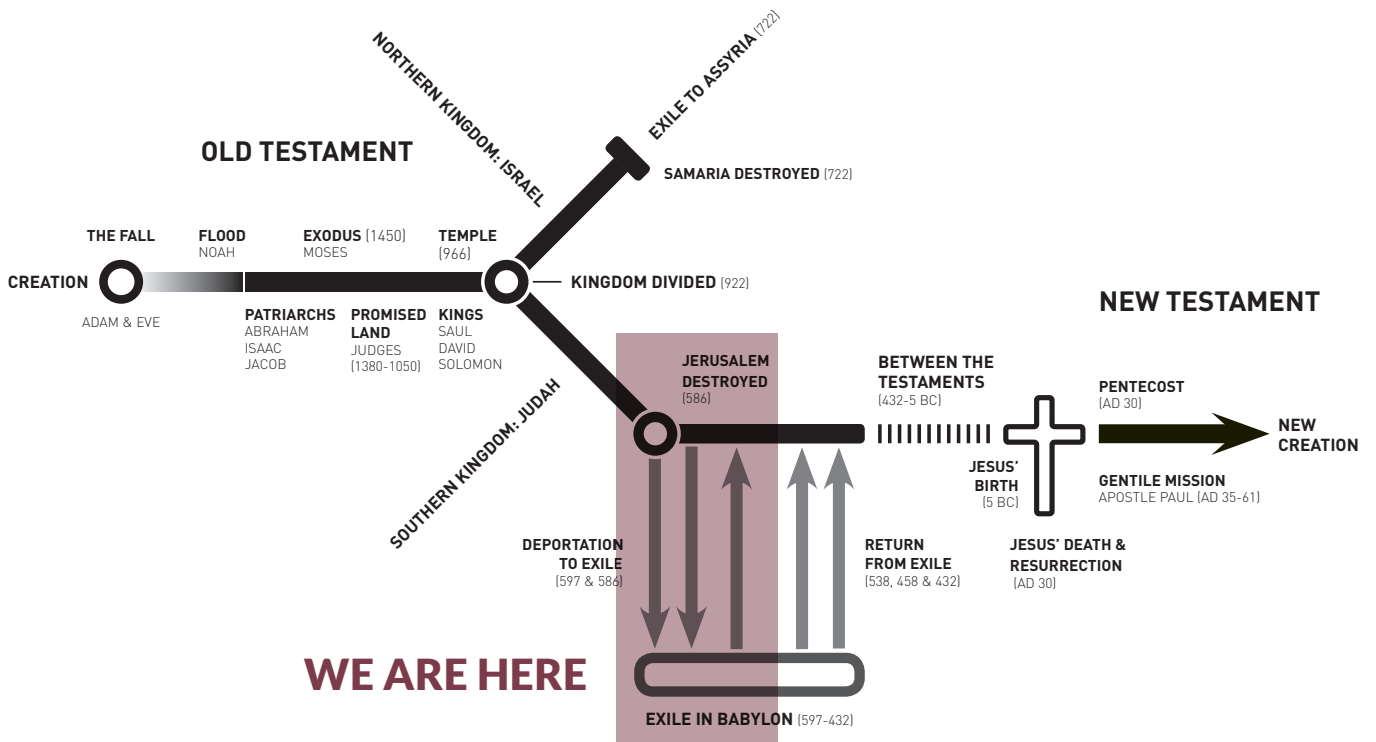 NORTHERN KINGDOM: ISRAEL
EXILE TO ASSYRIA (722)
OLD TESTAMENT
SAMARIA DESTROYED (722)
THE FALL
FLOOD
NOAH
EXODUS (1450)
MOSES
TEMPLE
(966)
CREATION
KINGDOM DIVIDED (922)
ADAM & EVE
PATRIARCHS
ABRAHAM
ISAAC
JACOB
PROMISED
LAND
JUDGES
(1380-1050)
KINGS
SAUL
DAVID
SOLOMON
NEW TESTAMENT
SOUTHERN KINGDOM: JUDAH
JERUSALEM
DESTROYED
(586)
BETWEEN THE
TESTAMENTS
(432-5 BC)
PENTECOST
(AD 30)
NEW
CREATION
JESUS'
BIRTH
(5 BC)
GENTILE MISSION
APOSTLE PAUL (AD 35-61)
DEPORTATION
TO EXILE
(597 & 586)
RETURN
FROM EXILE
(538, 458 & 432)
JESUS' DEATH &
RESURRECTION
(AD 30)
WE ARE HERE
EXILE IN BABYLON (597-432)